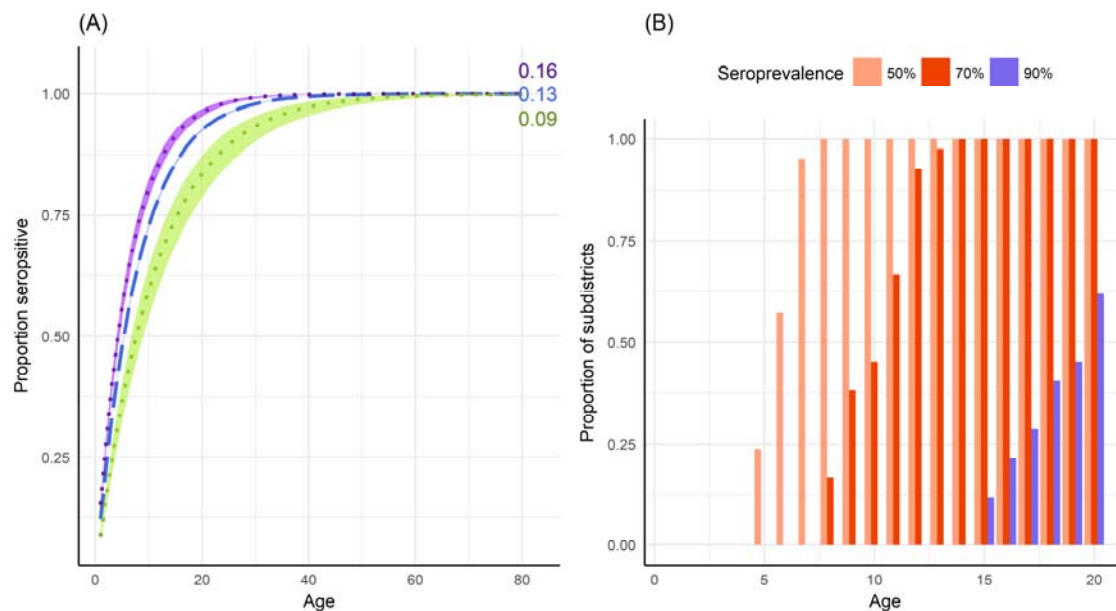 (A)
0.16
0.13
0.09
1.00
0.75
0.50
0.25
Proportion seropsitive
0 20 40 60 80
Age
(B)
Seroprevalence 50% 70% 90%
1.00
0.75
0.50
0.25
0.00
Proportion of subdistricts
0 5 10 15 20
Age